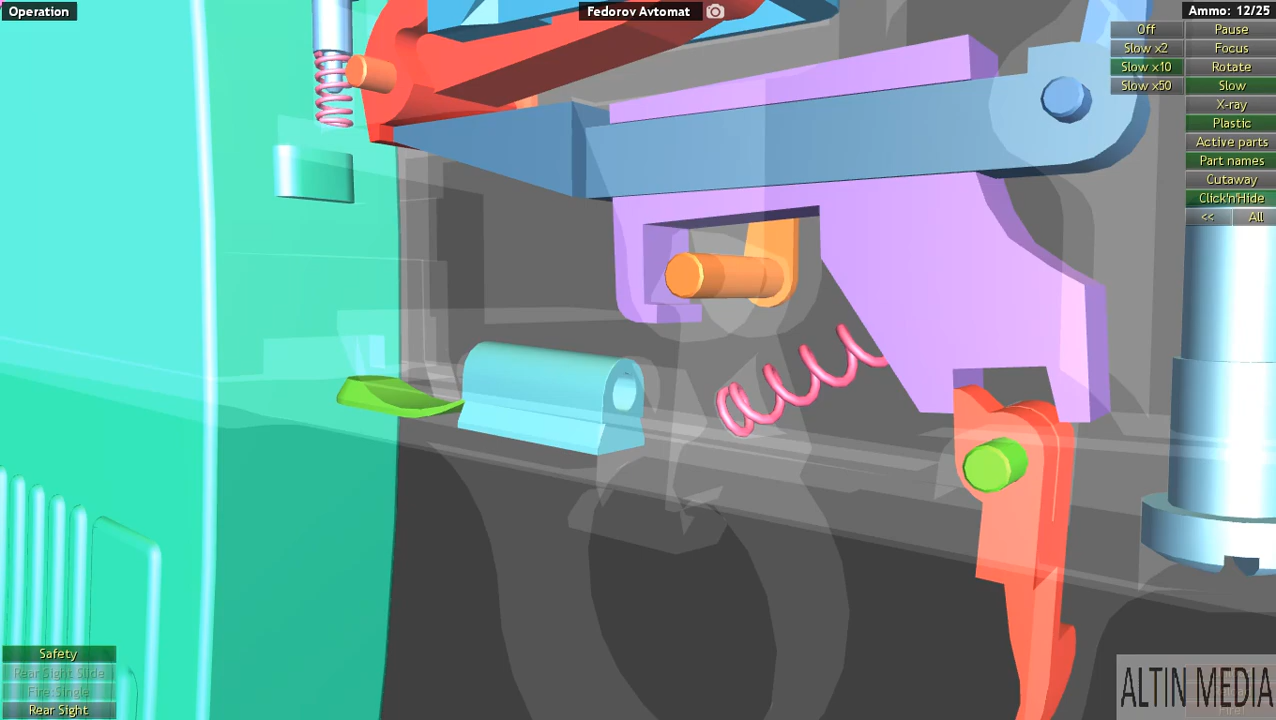 Operation
Fedorov Avtomat
Ammo: 12/25
Off
Pause
Slow x2
Focus
Slow x10
Rotate
Slow x50
Slow
X-ray
Plastic
Active parts
Part names
Cutaway
Click'n'Hide
<< All
Safety
Rear Sight Slide
Fire:Single
Rear Sight
ALTIN MEDIA
Fire!